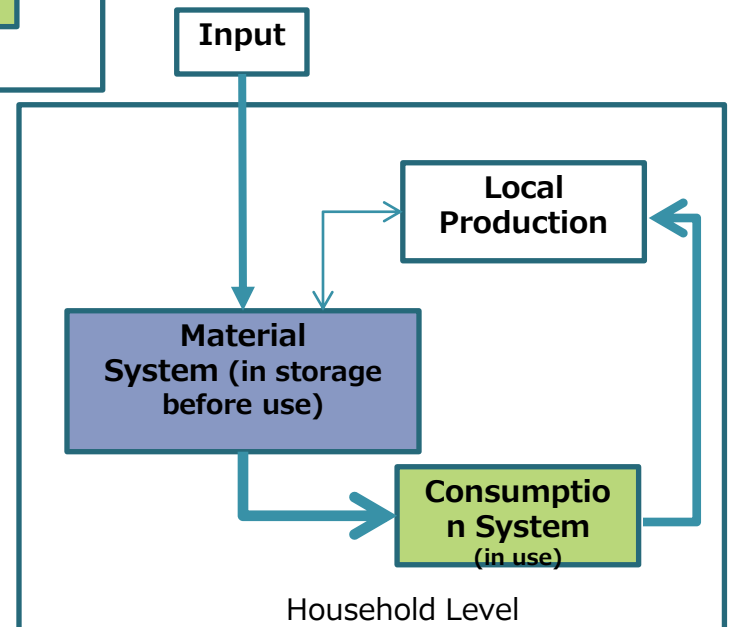 Input
Local
Production
Material
System (in storage
before use)
Consumptio
n System
(in use)
Household Level